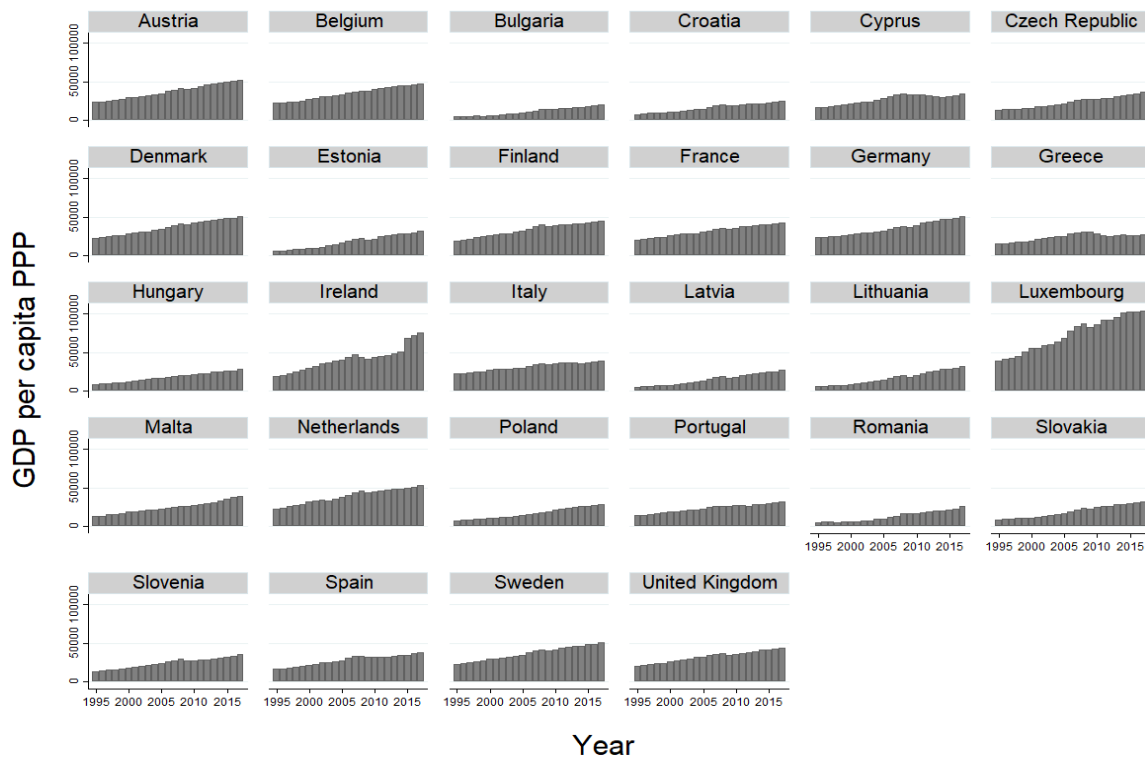 Austria Belgium Bulgaria Croatia Cyprus Czech Republic
100000
50000
0
Denmark Estonia Finland France Germany Greece
100000
50000
0
Hungary Ireland Italy Latvia Lithuania Luxembourg
100000
50000
0
Malta Netherlands Poland Portugal Romania Slovakia
100000
50000
0
1995 2000 2005 2010 2015 1995 2000 2005 2010 2015
Slovenia Spain Sweden United Kingdom
100000
50000
0
1995 2000 2005 2010 2015 1995 2000 2005 2010 2015 1995 2000 2005 2010 2015 1995 2000 2005 2010 2015
GDP per capita PPP
Year